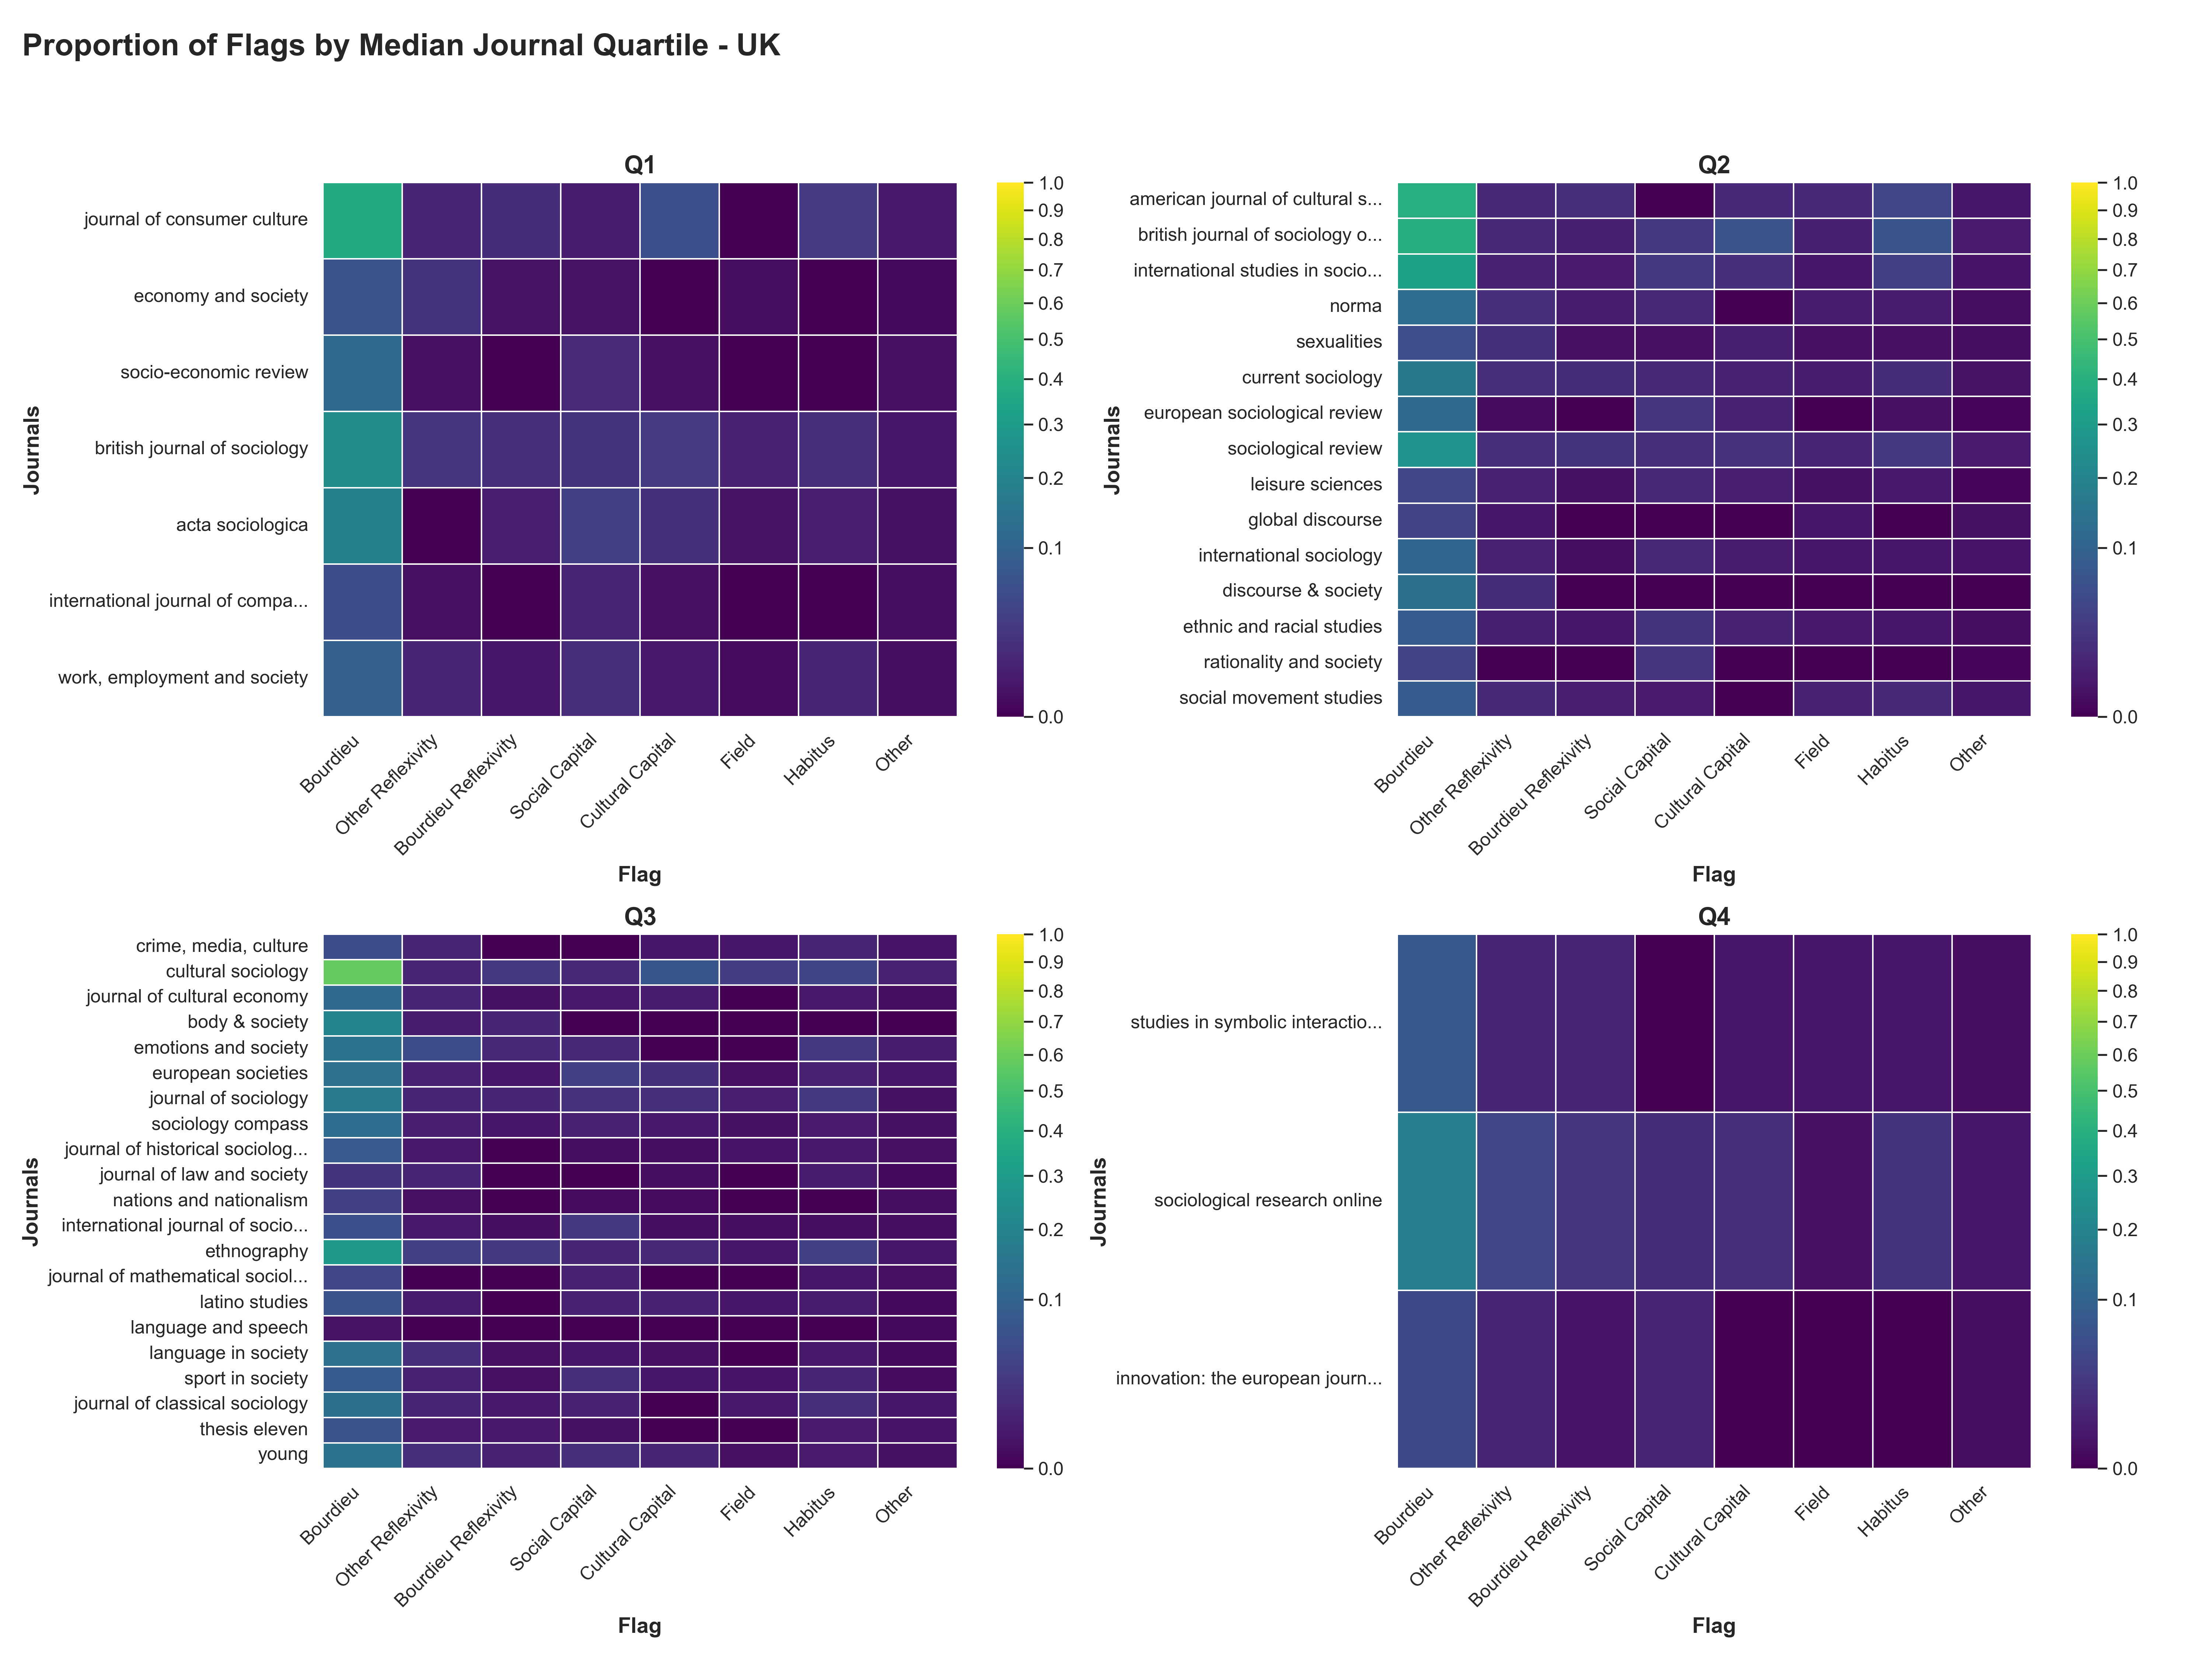 Proportion of Flags by Median Journal Quartile - UK
Q1
Journals
journal of consumer culture
economy and society
socio-economic review
british journal of sociology
acta sociologica
international journal of compa...
work, employment and society
1.0
0.9
0.8
0.7
0.6
0.5
0.4
0.3
0.2
0.1
0.0
Bourdieu
Other Reflexivity
Bourdieu Reflexivity
Social Capital
Cultural Capital
Field
Habitus
Other
Flag
Q2
Journals
american journal of cultural s...
british journal of sociology o...
international studies in socio...
norma
sexualities
current sociology
european sociological review
sociological review
leisure sciences
global discourse
international sociology
discourse & society
ethnic and racial studies
rationality and society
social movement studies
1.0
0.9
0.8
0.7
0.6
0.5
0.4
0.3
0.2
0.1
0.0
Bourdieu
Other Reflexivity
Bourdieu Reflexivity
Social Capital
Cultural Capital
Field
Habitus
Other
Flag
Q3
Journals
crime, media, culture
cultural sociology
journal of cultural economy
body & society
emotions and society
european societies
journal of sociology
sociology compass
journal of historical sociolog...
journal of law and society
nations and nationalism
international journal of socio...
ethnography
journal of mathematical sociol...
latino studies
language and speech
language in society
sport in society
journal of classical sociology
thesis eleven
young
1.0
0.9
0.8
0.7
0.6
0.5
0.4
0.3
0.2
0.1
0.0
Bourdieu
Other Reflexivity
Bourdieu Reflexivity
Social Capital
Cultural Capital
Field
Habitus
Other
Flag
Q4
Journals
studies in symbolic interactio...
sociological research online
innovation: the european journ...
1.0
0.9
0.8
0.7
0.6
0.5
0.4
0.3
0.2
0.1
0.0
Bourdieu
Other Reflexivity
Bourdieu Reflexivity
Social Capital
Cultural Capital
Field
Habitus
Other
Flag